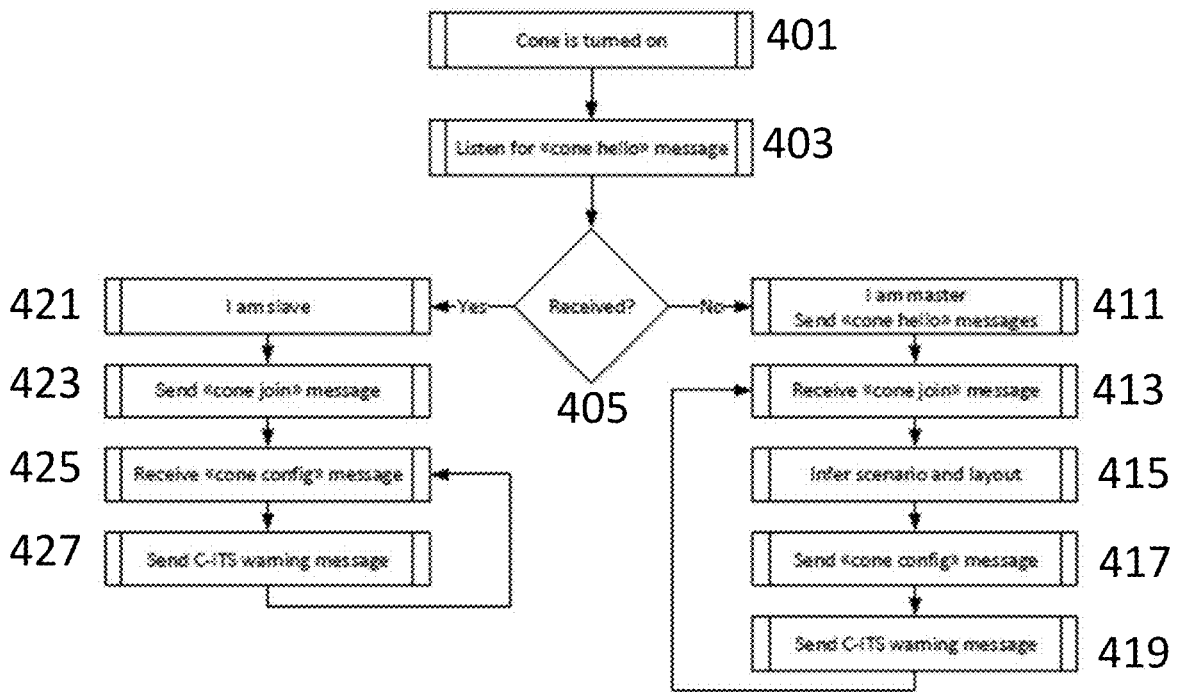 Cone is turned on
401
Listen for «cone hello» message
403
Received?
405
Yes
No
421
I am slave
423
Send «cone join» message
425
Receive «cone config» message
427
Send C-ITS warning message
I am master
Send «cone hello» messages
411
Receive «cone join» message
413
Infer scenario and layout
415
Send «cone config» message
417
Send C-ITS warning message
419